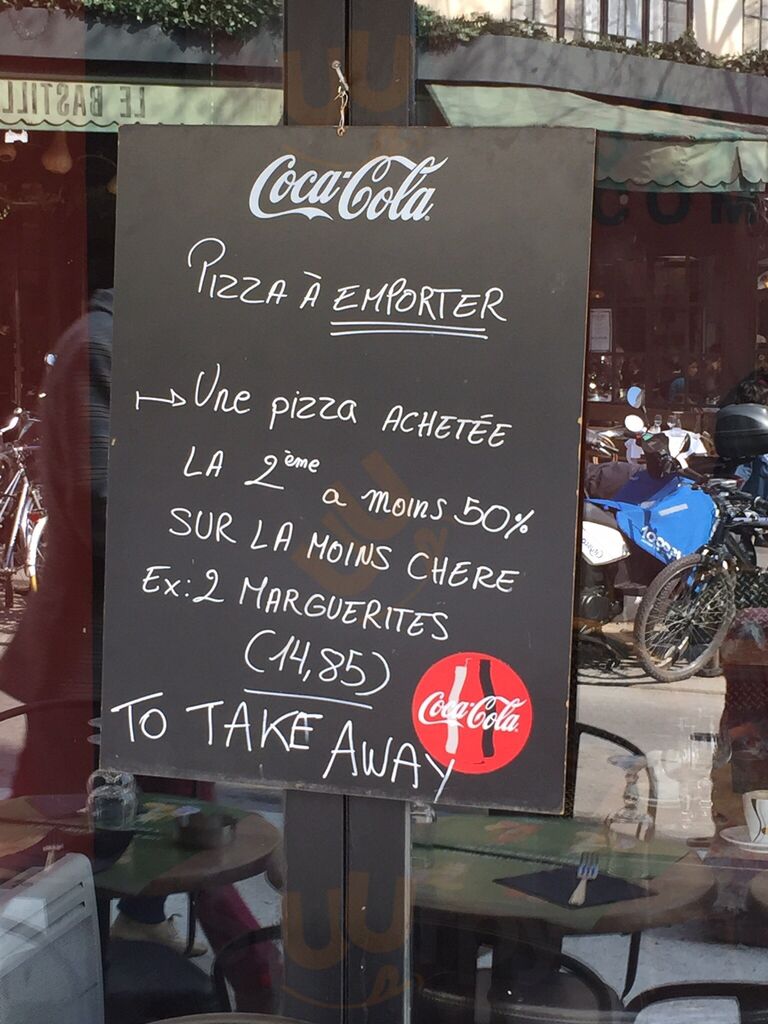 LE BASTILL
Coca-Cola
PIZZA À EMPORTER
Une pizza ACHETÉE
LA 2ème a moins 50%
SUR LA MOINS CHERE
Ex: 2 MARGUERITES
(14,85)
Coca-Cola
TO TAKE AWAY